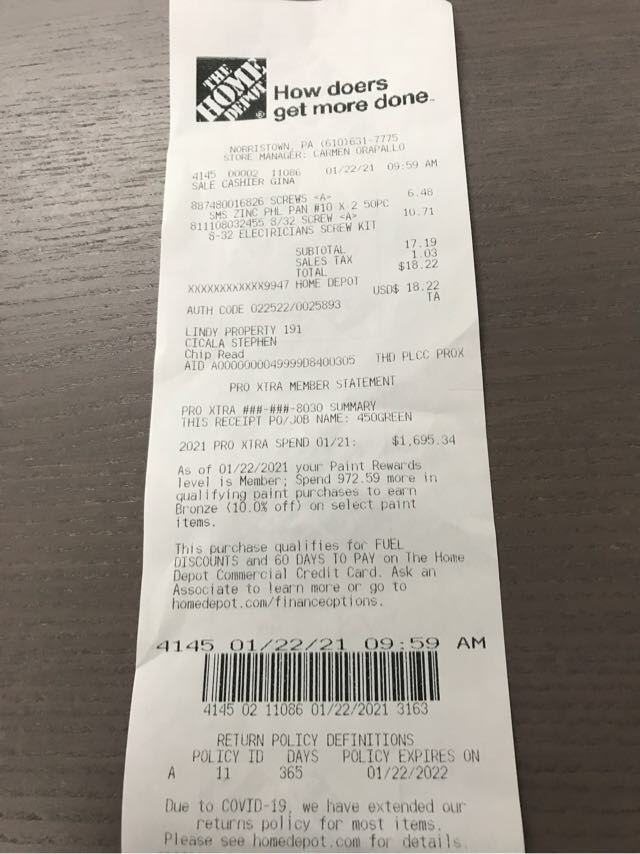 THE
HOME
DEPOT
®
How doers
get more done™
NORRISTOWN, PA (610)631-7775
STORE MANAGER: CARMEN ORAPALLO
4145 00002 11086 01/22/21 09:59 AM
SALE CASHIER GINA
887480016826 SCREWS <A> 6.48
SMS ZINC PHL PAN #10 X 2 50PC
811108032455 8/32 SCREW <A> 10.71
8-32 ELECTRICIANS SCREW KIT
SUBTOTAL 17.19
SALES TAX 1.03
TOTAL $18.22
XXXXXXXXXXXX9947 HOME DEPOT
USD$ 18.22
AUTH CODE 022522/0025893 TA
LINDY PROPERTY 191
CICALA STEPHEN
Chip Read
AID A0000000049999D8400305 THD PLCC PROX
PRO XTRA MEMBER STATEMENT
PRO XTRA ###-###-8030 SUMMARY
THIS RECEIPT PO/JOB NAME: 450GREEN
2021 PRO XTRA SPEND 01/21: $1,695.34
As of 01/22/2021 your Paint Rewards
level is Member; Spend 972.59 more in
qualifying paint purchases to earn
Bronze (10.0% off) on select paint
items.
This purchase qualifies for FUEL
DISCOUNTS and 60 DAYS TO PAY on The Home
Depot Commercial Credit Card. Ask an
Associate to learn more or go to
homedepot.com/financeoptions.
4145 01/22/21 09:59 AM
4145 02 11086 01/22/2021 3163
RETURN POLICY DEFINITIONS
POLICY ID DAYS POLICY EXPIRES ON
A 11 365 01/22/2022
Due to COVID-19, we have extended our
returns policy for most items.
Please see homedepot.com for details.